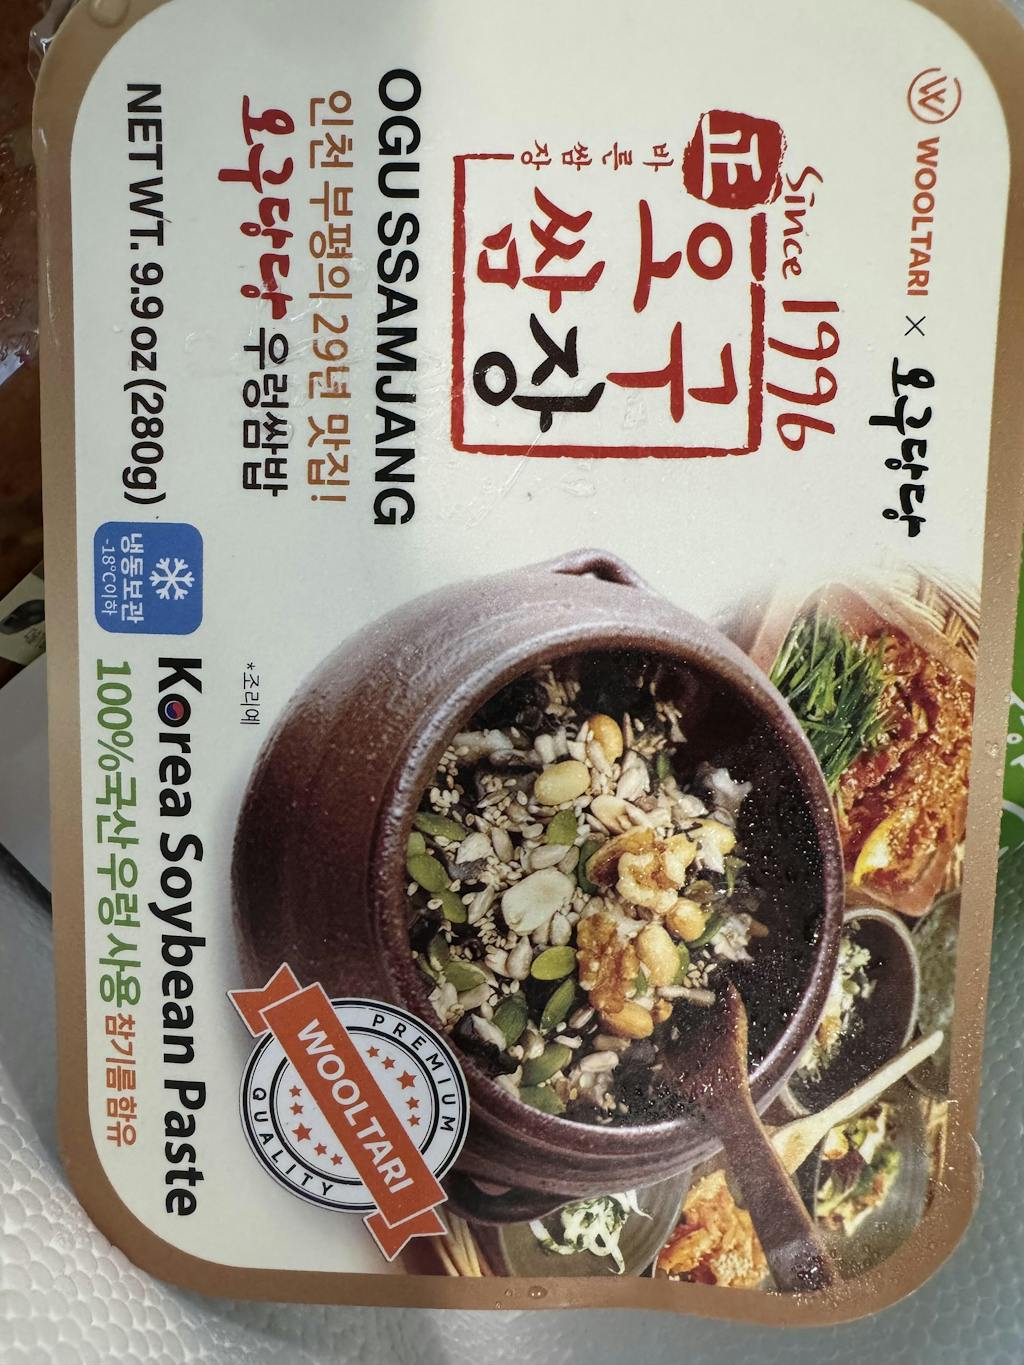 WOOLTARI × 오구당당
Since 1996
正
바른쌈장
오구
쌈장
OGU SSAMJANG
인천 부평의 29년 맛집!
오구당당 우렁쌈밥
NET WT. 9.9 oz (280g)
냉동보관
-18°C이하
*조리예
PREMIUM
WOOLTARI
QUALITY
Korea Soybean Paste
100%국산우렁사용 참기름함유